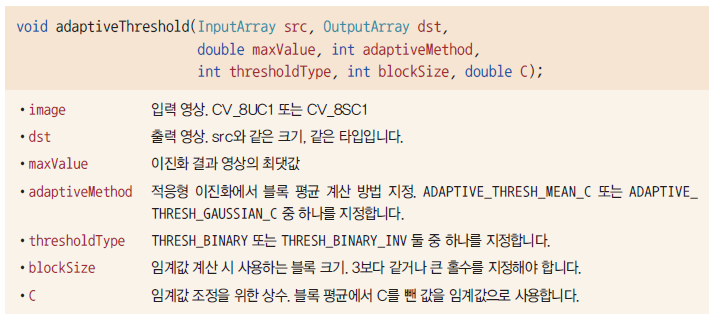 void adaptiveThreshold(InputArray src, OutputArray dst,
double maxValue, int adaptiveMethod,
int thresholdType, int blockSize, double C);
• image 입력 영상. CV_8UC1 또는 CV_8SC1
• dst 출력 영상. src와 같은 크기, 같은 타입입니다.
• maxValue 이진화 결과 영상의 최댓값
• adaptiveMethod 적응형 이진화에서 블록 평균 계산 방법 지정. ADAPTIVE_THRESH_MEAN_C 또는 ADAPTIVE_
THRESH_GAUSSIAN_C 중 하나를 지정합니다.
• thresholdType THRESH_BINARY 또는 THRESH_BINARY_INV 둘 중 하나를 지정합니다.
• blockSize 임계값 계산 시 사용하는 블록 크기. 3보다 같거나 큰 홀수를 지정해야 합니다.
• C 임계값 조정을 위한 상수. 블록 평균에서 C를 뺀 값을 임계값으로 사용합니다.